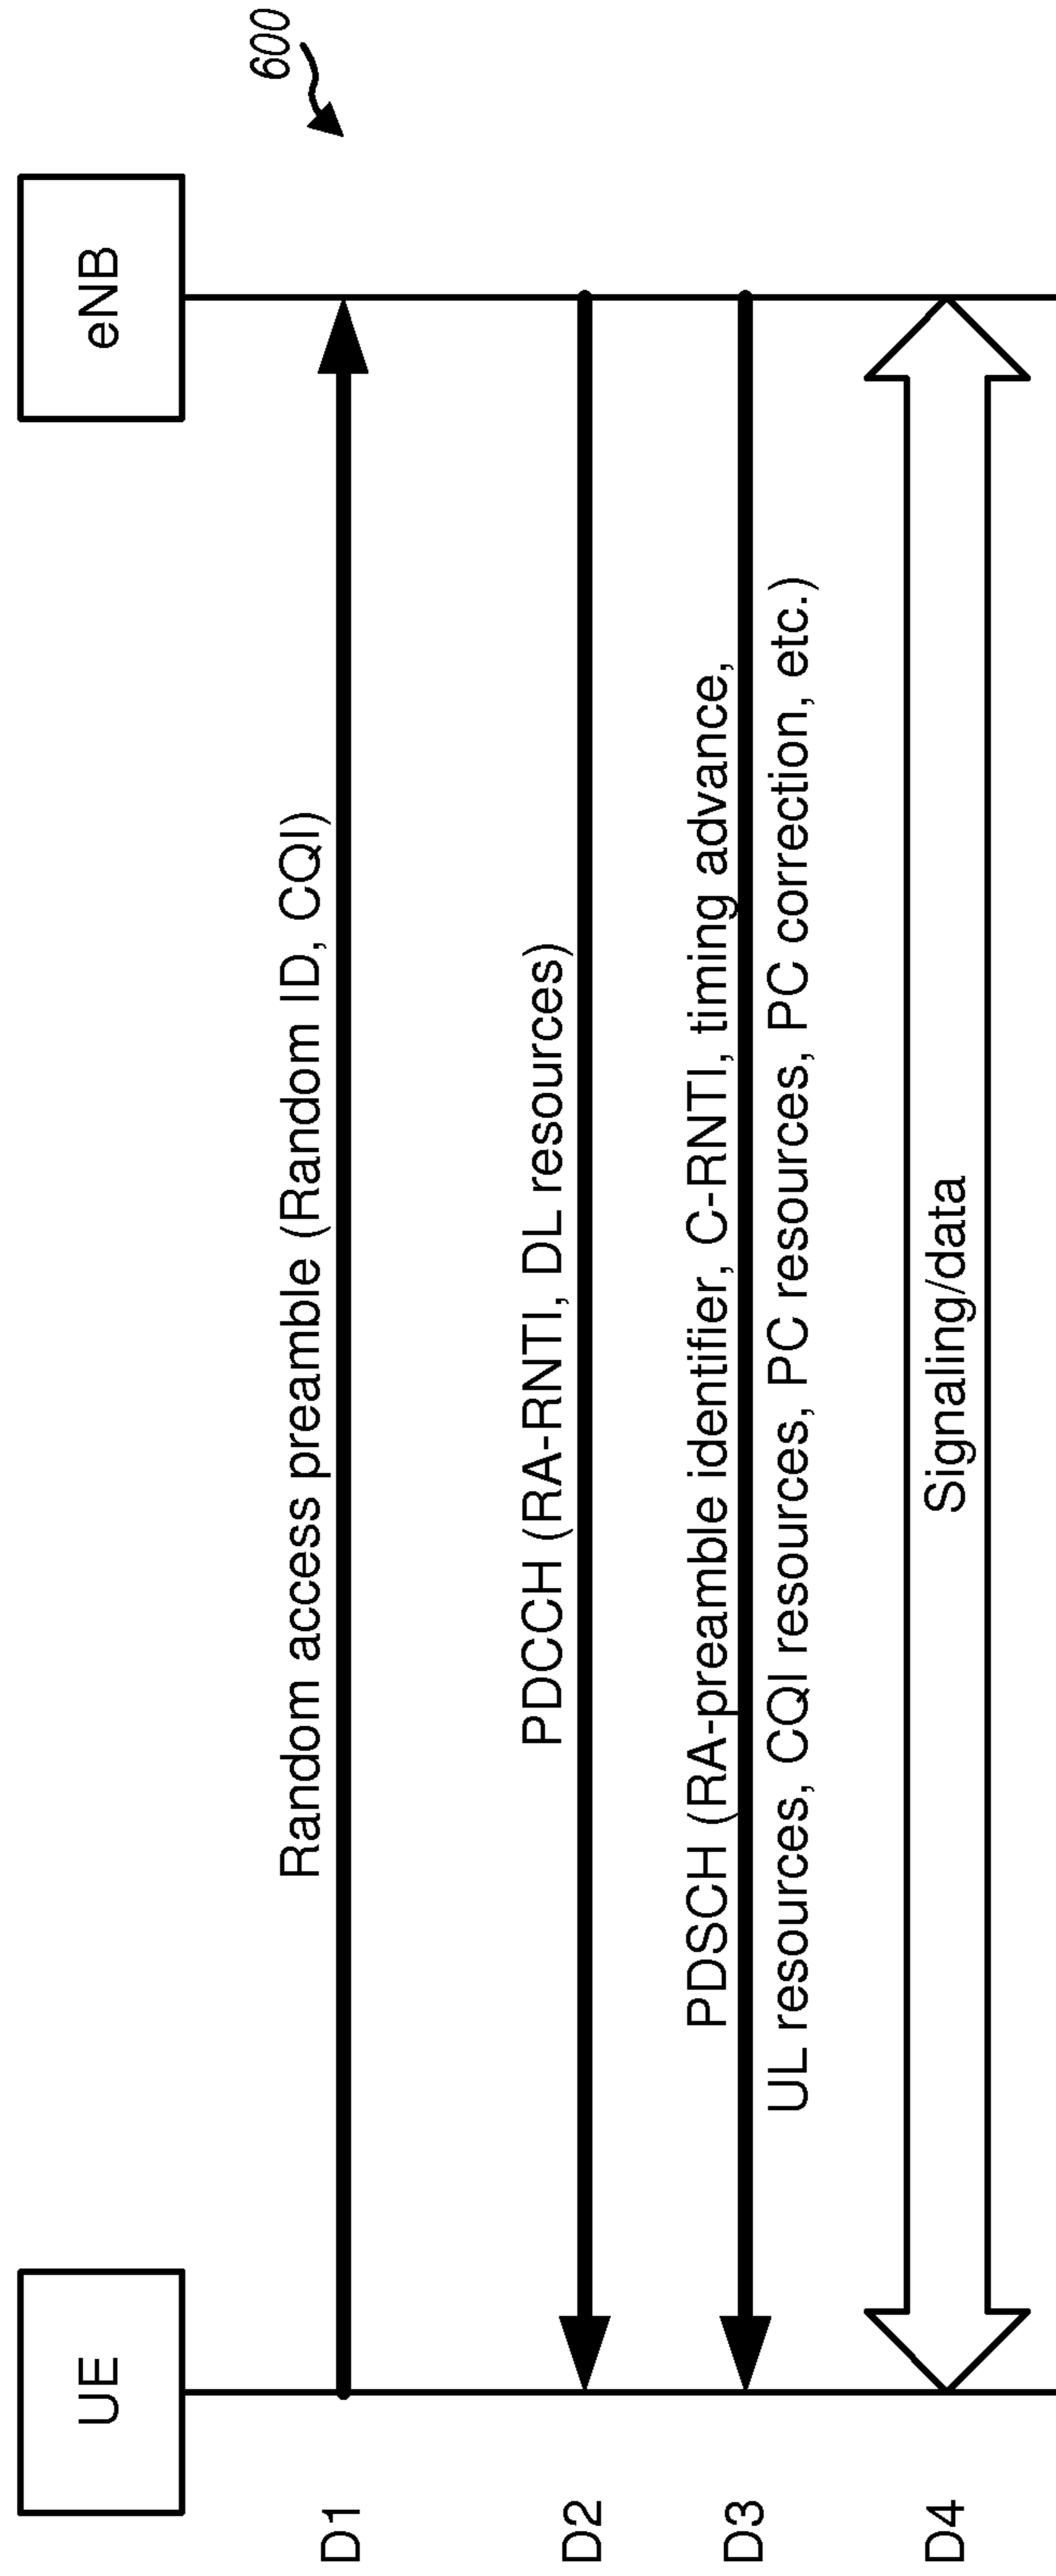 600
UE
eNB
D1
Random access preamble (Random ID, CQI)
D2
PDCCH (RA-RNTI, DL resources)
D3
PDSCH (RA-preamble identifier, C-RNTI, timing advance,
UL resources, CQI resources, PC resources, PC correction, etc.)
D4
Signaling/data